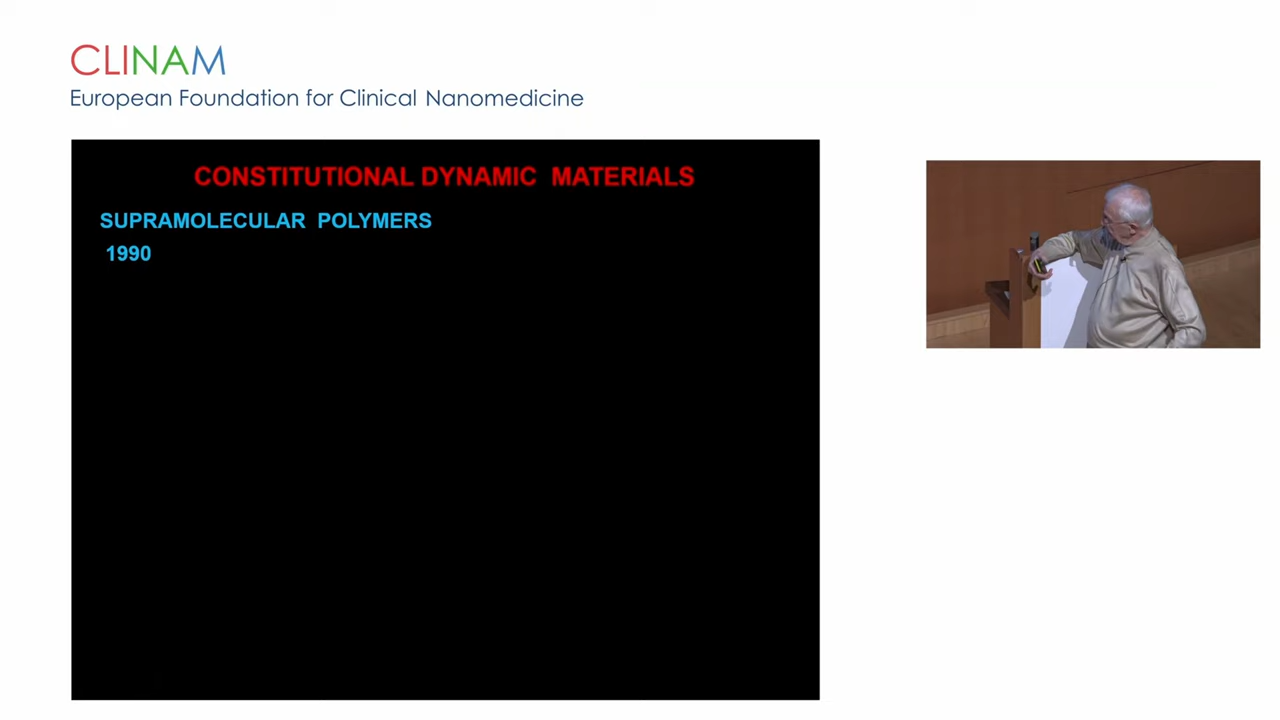 CLINAM
European Foundation for Clinical Nanomedicine
CONSTITUTIONAL DYNAMIC MATERIALS
SUPRAMOLECULAR POLYMERS
1990